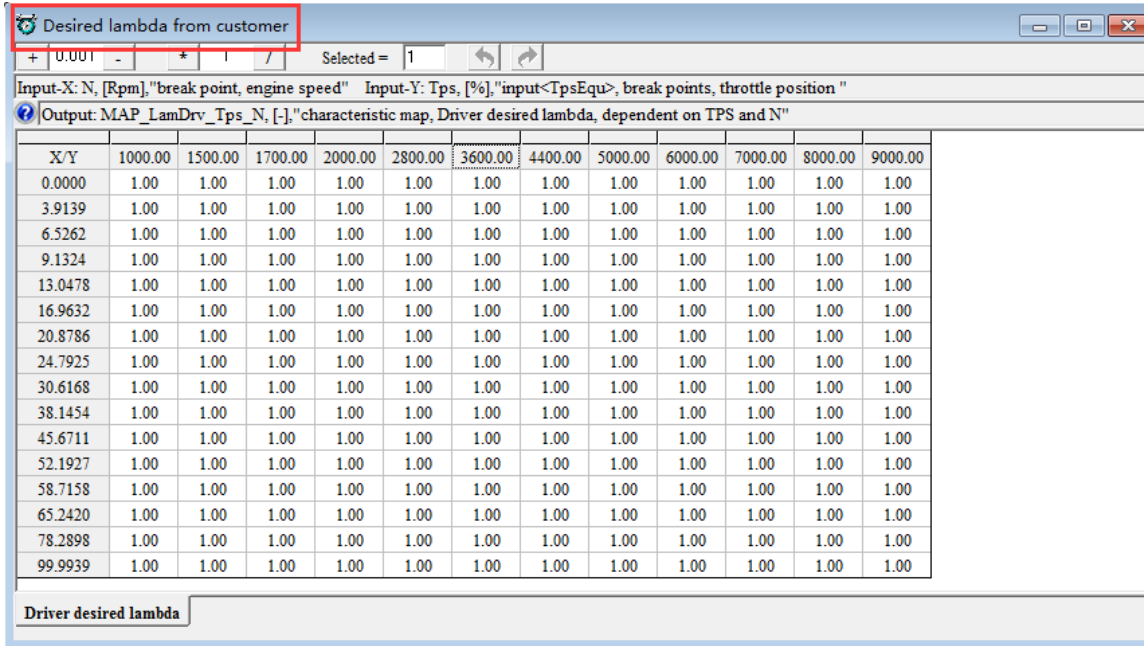 Desired lambda from customer
+ 0.001 - * 1 / Selected = 1
Input-X: N, [Rpm],"break point, engine speed" Input-Y: Tps, [%],"input<TpsEqu>, break points, throttle position "
Output: MAP_LamDrv_Tps_N, [-],"characteristic map, Driver desired lambda, dependent on TPS and N"
X/Y 1000.00 1500.00 1700.00 2000.00 2800.00 3600.00 4400.00 5000.00 6000.00 7000.00 8000.00 9000.00
0.0000 1.00 1.00 1.00 1.00 1.00 1.00 1.00 1.00 1.00 1.00 1.00 1.00
3.9139 1.00 1.00 1.00 1.00 1.00 1.00 1.00 1.00 1.00 1.00 1.00 1.00
6.5262 1.00 1.00 1.00 1.00 1.00 1.00 1.00 1.00 1.00 1.00 1.00 1.00
9.1324 1.00 1.00 1.00 1.00 1.00 1.00 1.00 1.00 1.00 1.00 1.00 1.00
13.0478 1.00 1.00 1.00 1.00 1.00 1.00 1.00 1.00 1.00 1.00 1.00 1.00
16.9632 1.00 1.00 1.00 1.00 1.00 1.00 1.00 1.00 1.00 1.00 1.00 1.00
20.8786 1.00 1.00 1.00 1.00 1.00 1.00 1.00 1.00 1.00 1.00 1.00 1.00
24.7925 1.00 1.00 1.00 1.00 1.00 1.00 1.00 1.00 1.00 1.00 1.00 1.00
30.6168 1.00 1.00 1.00 1.00 1.00 1.00 1.00 1.00 1.00 1.00 1.00 1.00
38.1454 1.00 1.00 1.00 1.00 1.00 1.00 1.00 1.00 1.00 1.00 1.00 1.00
45.6711 1.00 1.00 1.00 1.00 1.00 1.00 1.00 1.00 1.00 1.00 1.00 1.00
52.1927 1.00 1.00 1.00 1.00 1.00 1.00 1.00 1.00 1.00 1.00 1.00 1.00
58.7158 1.00 1.00 1.00 1.00 1.00 1.00 1.00 1.00 1.00 1.00 1.00 1.00
65.2420 1.00 1.00 1.00 1.00 1.00 1.00 1.00 1.00 1.00 1.00 1.00 1.00
78.2898 1.00 1.00 1.00 1.00 1.00 1.00 1.00 1.00 1.00 1.00 1.00 1.00
99.9939 1.00 1.00 1.00 1.00 1.00 1.00 1.00 1.00 1.00 1.00 1.00 1.00
Driver desired lambda